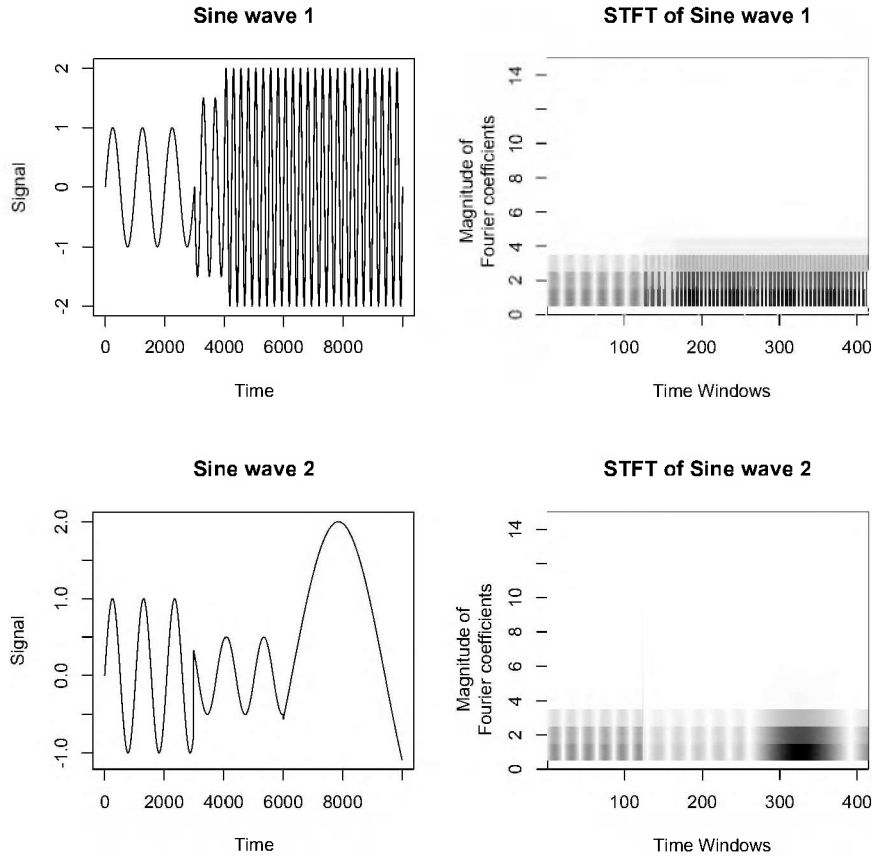 Sine wave 1
2
1
0
-1
-2
Signal
0 2000 4000 6000 8000
Time
STFT of Sine wave 1
14
10
8
6
4
2
0
Magnitude of
Fourier coefficients
100 200 300 400
Time Windows
Sine wave 2
2.0
1.0
0.0
-1.0
Signal
0 2000 4000 6000 8000
Time
STFT of Sine wave 2
14
10
8
6
4
2
0
Magnitude of
Fourier coefficients
100 200 300 400
Time Windows